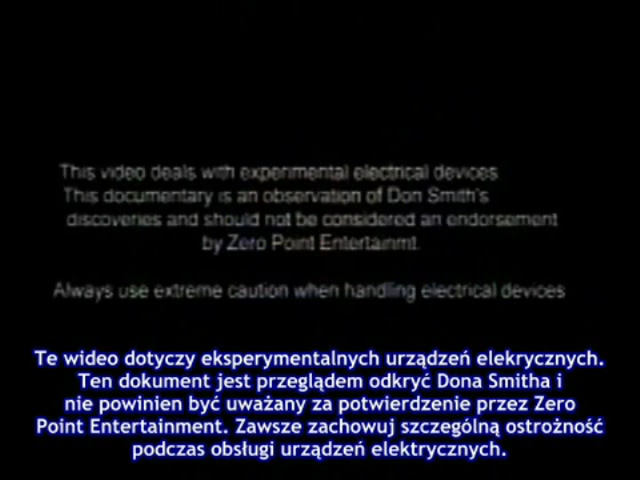 This video deals with experimental electrical devices
This documentary is an observation of Don Smith's
discoveries and should not be considered an endorsement
by Zero Point Entertainmt.
Always use extreme caution when handling electrical devices
Te wideo dotyczy eksperymentalnych urządzeń elekrycznych.
Ten dokument jest przeglądem odkryć Dona Smitha i
nie powinien być uważany za potwierdzenie przez Zero
Point Entertainment. Zawsze zachowuj szczególną ostrożność
podczas obsługi urządzeń elektrycznych.